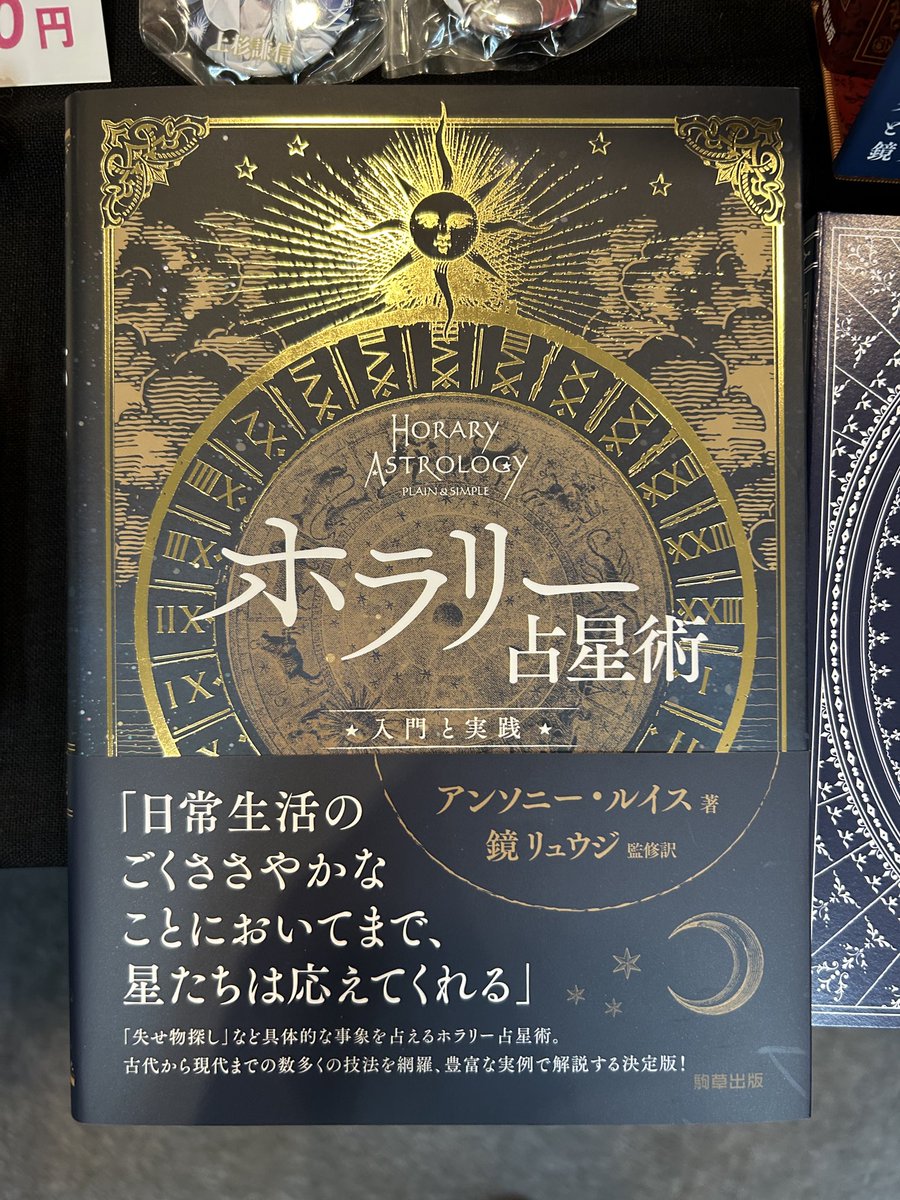 0円
上杉謙信
HORARY
ASTROLOGY
PLAIN & SIMPLE
ホラリー
占星術
入門と実践
アンソニー・ルイス 著
鏡リュウジ 監修訳
「日常生活の
ごくささやかな
ことにおいてまで、
星たちは応えてくれる」
「失せ物探し」など具体的な事象を占えるホラリー占星術。
古代から現代までの数多くの技法を網羅、豊富な実例で解説する決定版！
駒草出版
と
鏡